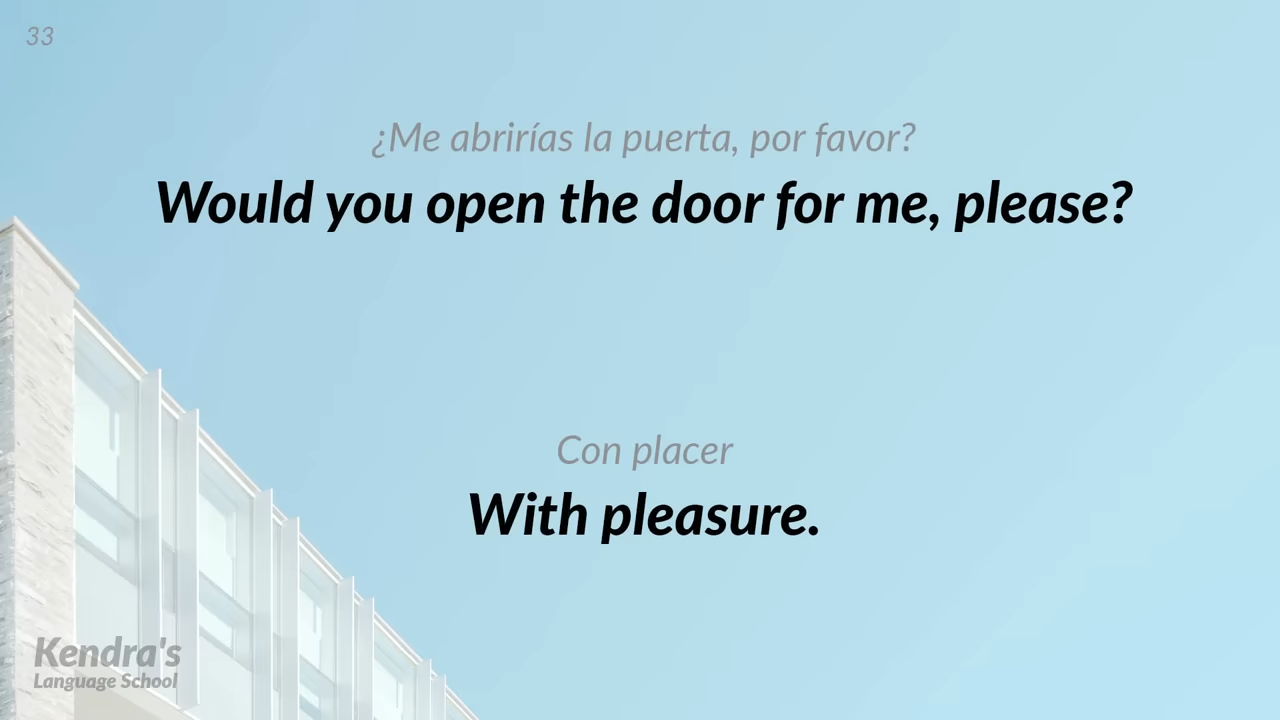 33
¿Me abrirías la puerta, por favor?
Would you open the door for me, please?
Con placer
With pleasure.
Kendra's
Language School